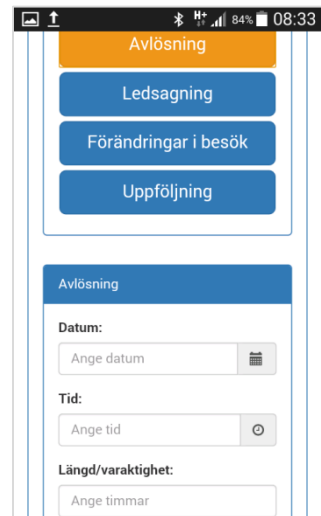 H+ 84% 08:33
Avlösning
Ledsagning
Förändringar i besök
Uppföljning
Avlösning
Datum:
Ange datum
Tid:
Ange tid
Längd/varaktighet:
Ange timmar